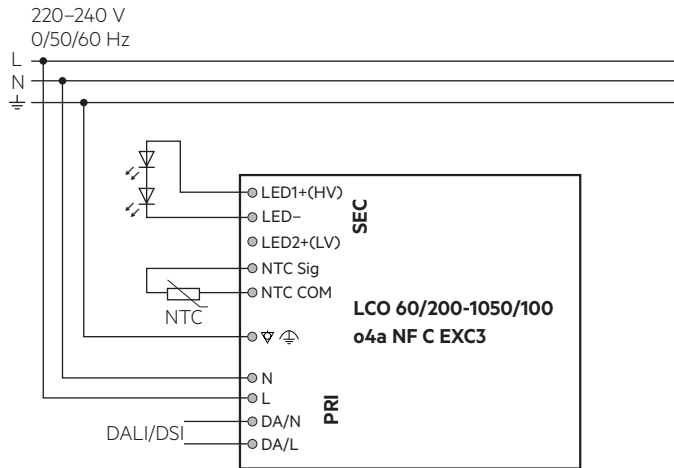 220–240 V
0/50/60 Hz
L
N
LED1+(HV)
LED–
LED2+(LV)
SEC
NTC Sig
NTC COM
NTC
LCO 60/200-1050/100
o4a NF C EXC3
N
L
PRI
DA/N
DALI/DSI
DA/L